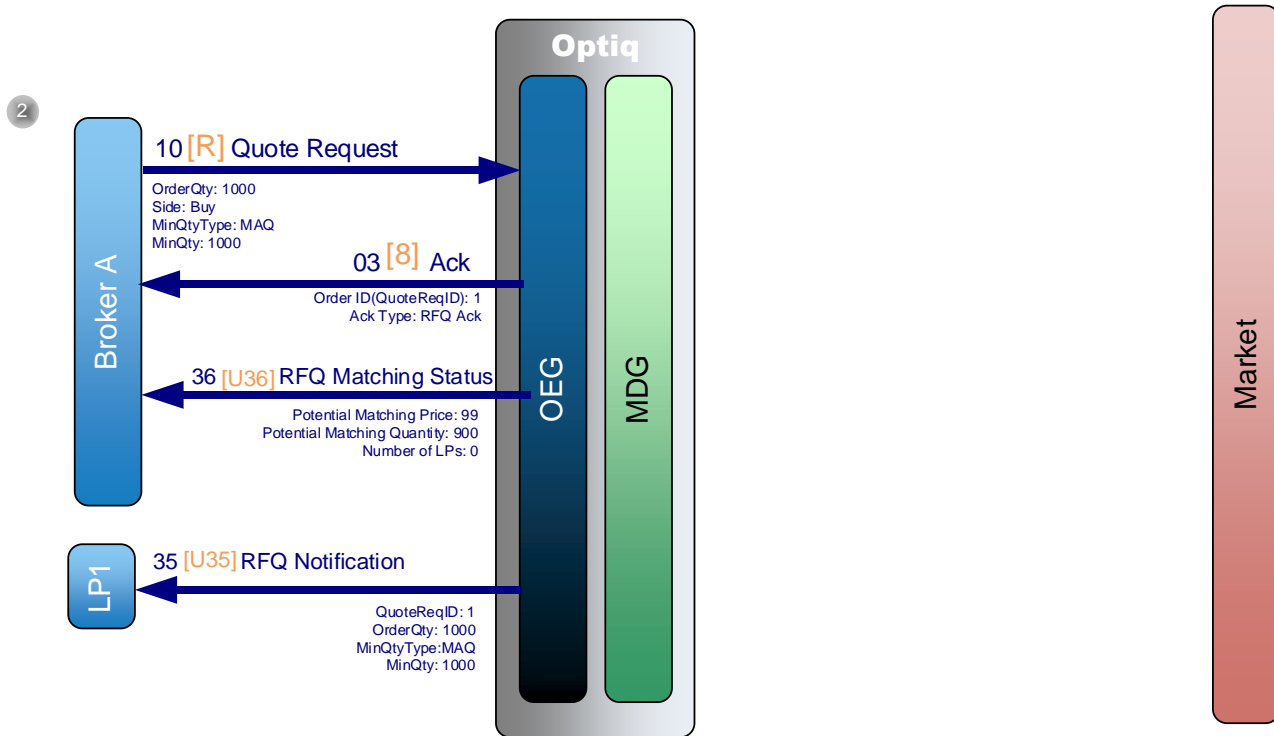 Optiq
2
10 [R] Quote Request
OrderQty: 1000
Side: Buy
MinQtyType: MAQ
MinQty: 1000
03 [8] Ack
Order ID(QuoteReqID): 1
Ack Type: RFQ Ack
Broker A
36 [U36] RFQ Matching Status
Potential Matching Price: 99
Potential Matching Quantity: 900
Number of LPs: 0
OEG
MDG
Market
35 [U35] RFQ Notification
LP1
QuoteReqID: 1
OrderQty: 1000
MinQtyType:MAQ
MinQty: 1000